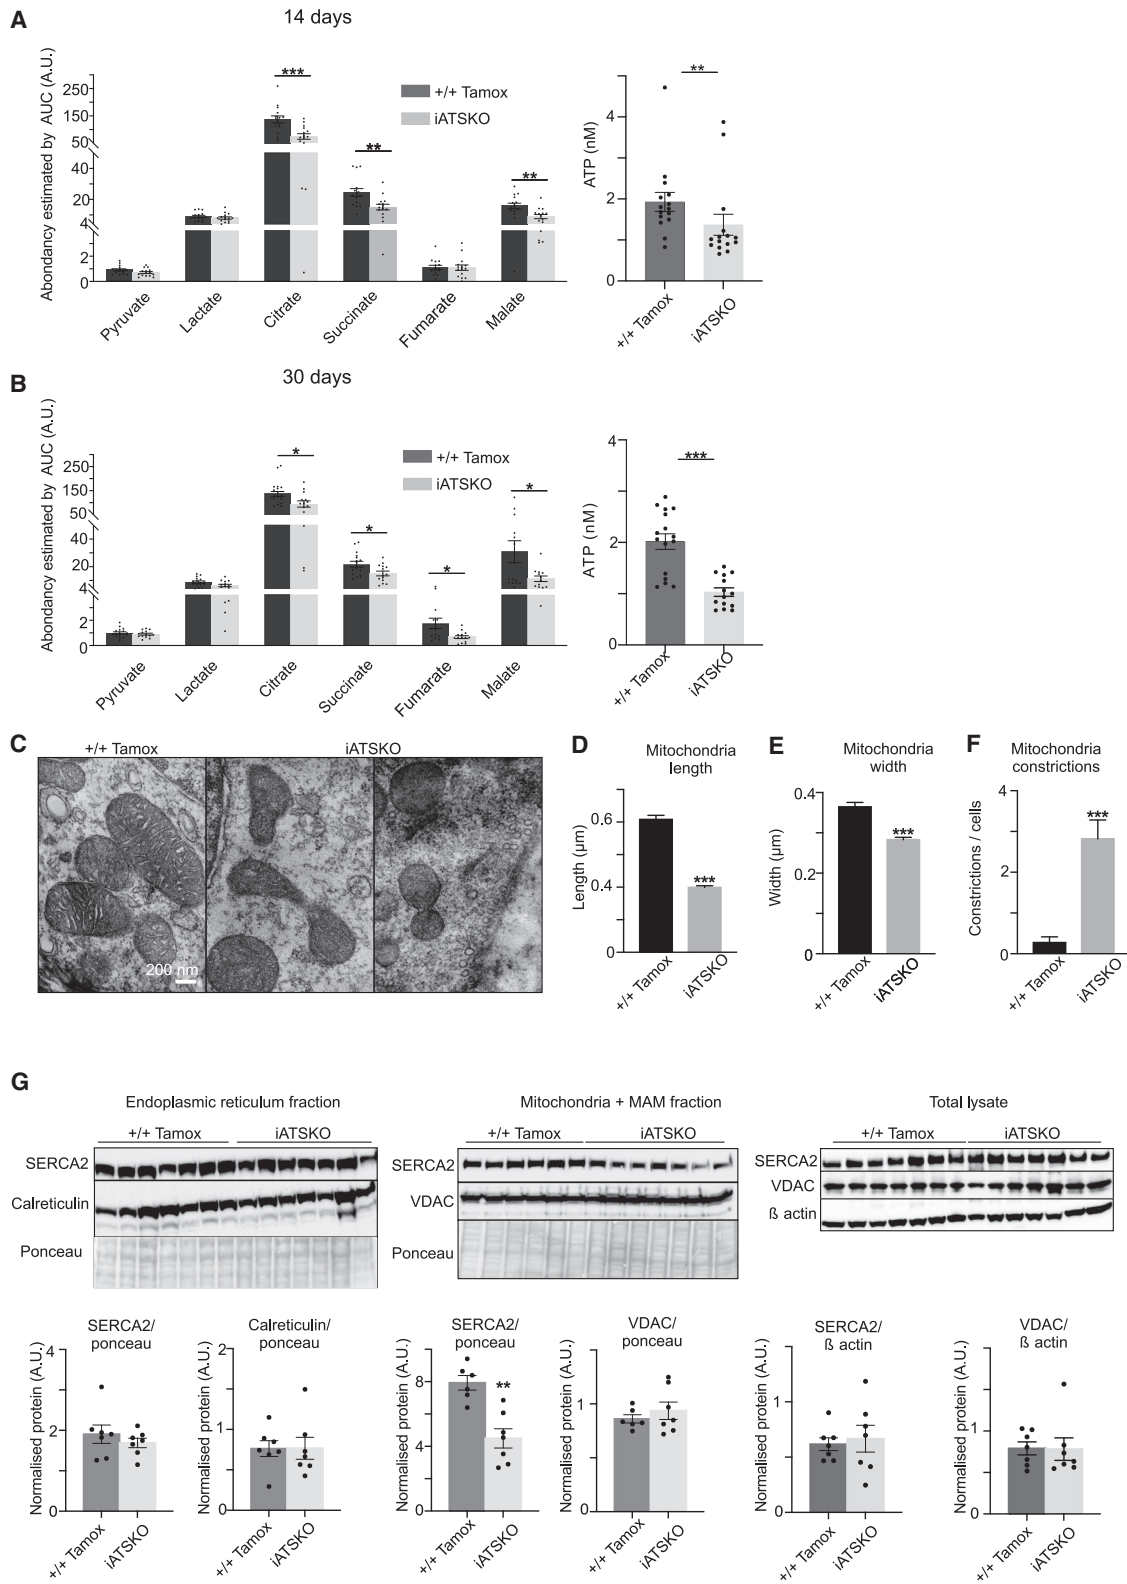 A
14 days
Abondancy estimated by AUC (A.U.)
250
150
50
40
20
4
2
0
***
**
**
+/+ Tamox
iATSKO
Pyruvate
Lactate
Citrate
Succinate
Fumarate
Malate
ATP (nM)
4
2
0
**
+/+ Tamox
iATSKO
B
30 days
Abondancy estimated by AUC (A.U.)
250
150
50
40
20
4
2
0
*
*
*
*
+/+ Tamox
iATSKO
Pyruvate
Lactate
Citrate
Succinate
Fumarate
Malate
ATP (nM)
4
2
0
***
+/+ Tamox
iATSKO
C
+/+ Tamox
iATSKO
200 nm
D
Mitochondria
length
Length (µm)
0.6
0.4
0
***
+/+ Tamox
iATSKO
E
Mitochondria
width
Width (µm)
0.4
0.2
0
***
+/+ Tamox
iATSKO
F
Mitochondria
constrictions
Constrictions / cells
4
2
0
***
+/+ Tamox
iATSKO
G
Endoplasmic reticulum fraction
+/+ Tamox
iATSKO
SERCA2
Calreticulin
Ponceau
Mitochondria + MAM fraction
+/+ Tamox
iATSKO
SERCA2
VDAC
Ponceau
Total lysate
+/+ Tamox
iATSKO
SERCA2
VDAC
ß actin
SERCA2/
ponceau
Normalised protein (A.U.)
4
2
0
+/+ Tamox
iATSKO
Calreticulin/
ponceau
Normalised protein (A.U.)
2
1
0
+/+ Tamox
iATSKO
SERCA2/
ponceau
Normalised protein (A.U.)
8
4
0
**
+/+ Tamox
iATSKO
VDAC/
ponceau
Normalised protein (A.U.)
1
0
+/+ Tamox
iATSKO
SERCA2/
ß actin
Normalised protein (A.U.)
1
0
+/+ Tamox
iATSKO
VDAC/
ß actin
Normalised protein (A.U.)
1
0
+/+ Tamox
iATSKO